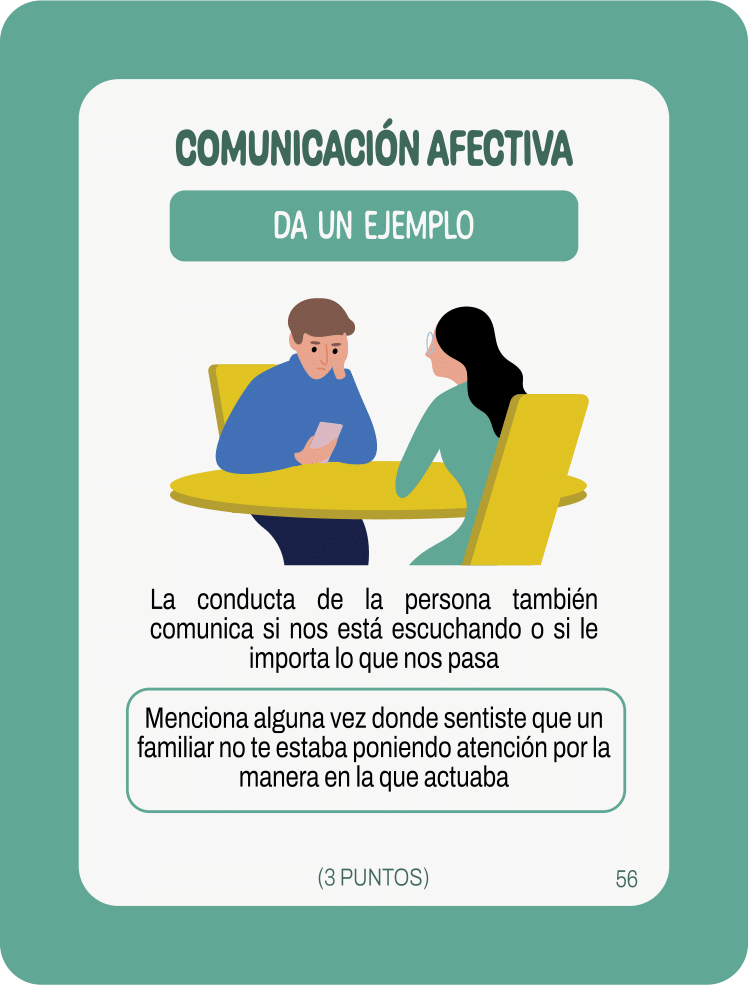 COMUNICACIÓN AFECTIVA
DA UN EJEMPLO
La conducta de la persona también
comunica si nos está escuchando o si le
importa lo que nos pasa
Menciona alguna vez donde sentiste que un
familiar no te estaba poniendo atención por la
manera en la que actuaba
(3 PUNTOS)
56